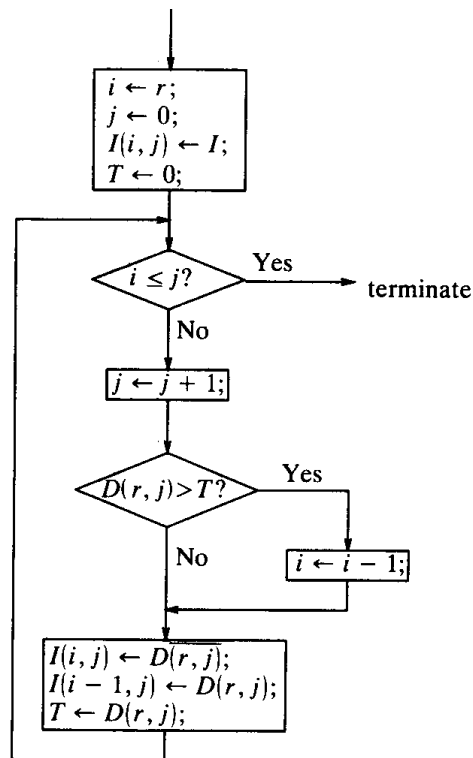 i ← r;
j ← 0;
I(i, j) ← I;
T ← 0;
i ≤ j?
Yes
terminate
No
j ← j + 1;
D(r, j) > T?
Yes
No
i ← i − 1;
I(i, j) ← D(r, j);
I(i − 1, j) ← D(r, j);
T ← D(r, j);